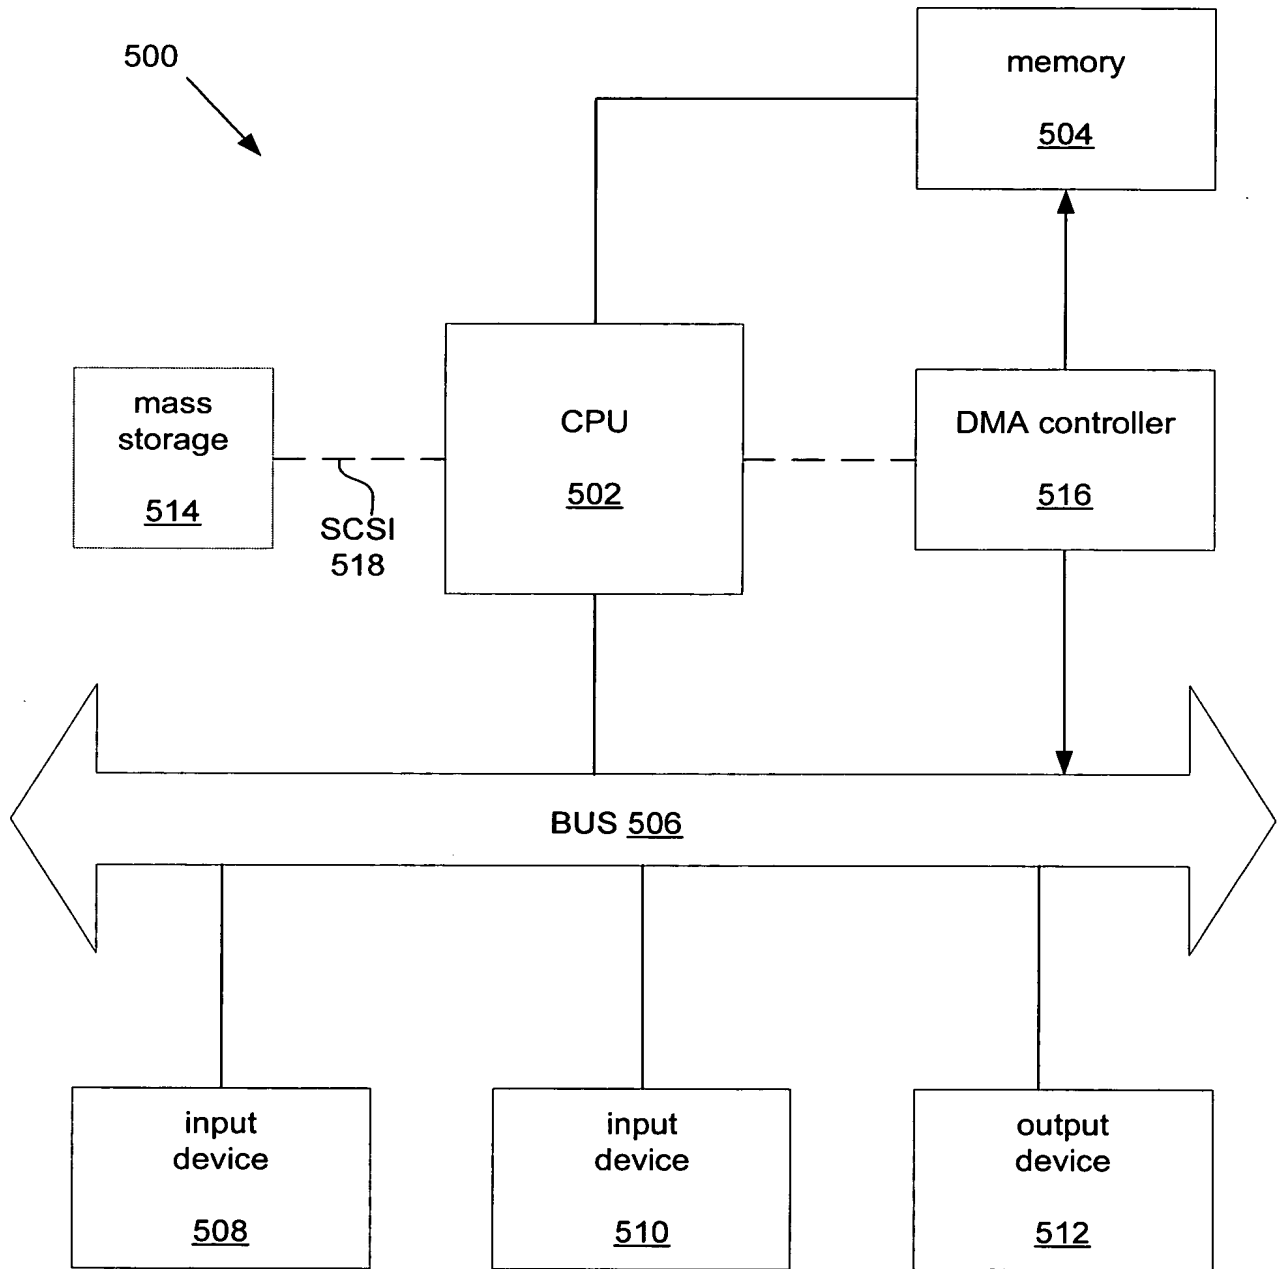 500
memory
504
mass
storage
514
SCSI
518
CPU
502
DMA controller
516
BUS 506
input
device
508
input
device
510
output
device
512